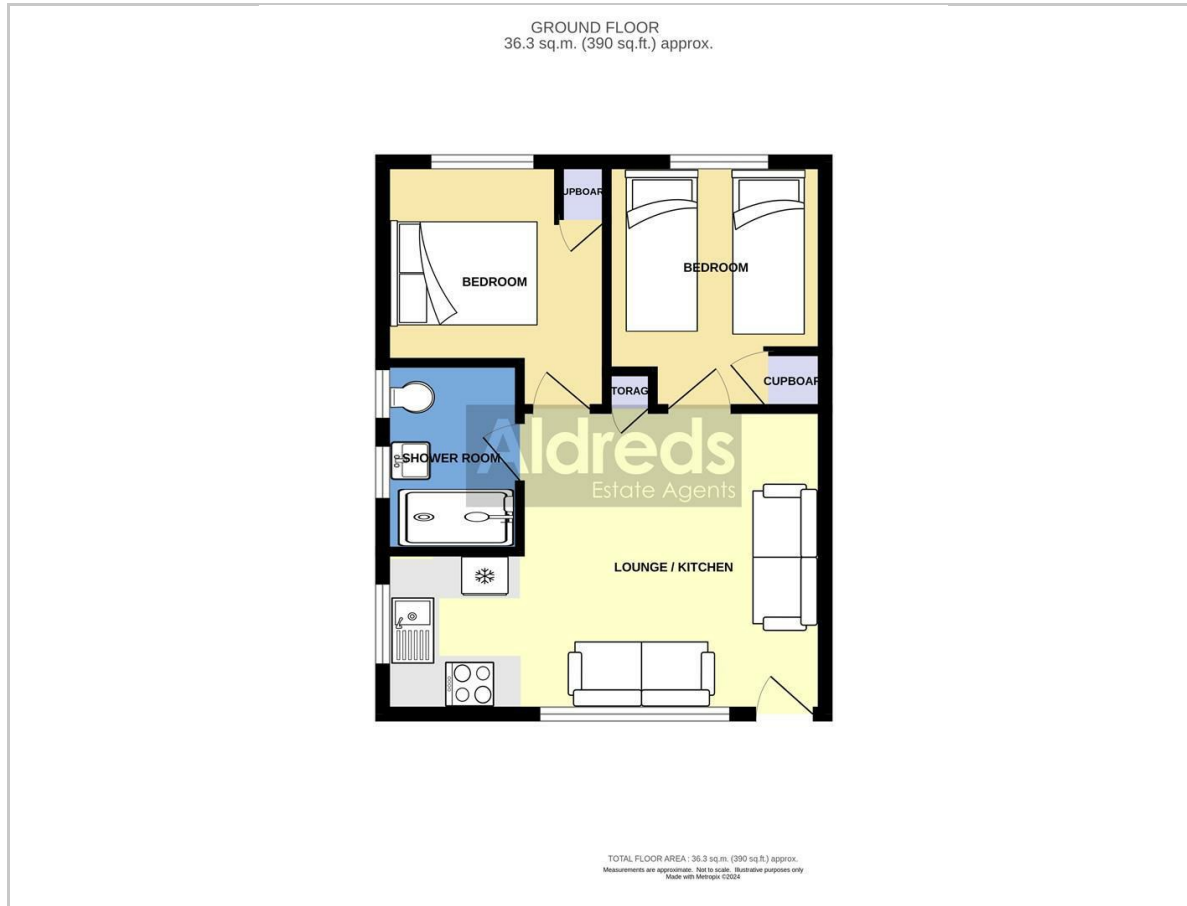 GROUND FLOOR
36.3 sq.m. (390 sq.ft.) approx.
UPBOAR
BEDROOM
BEDROOM
TORAG
CUPBOAR
Aldreds
Estate Agents
SHOWER ROOM
LOUNGE / KITCHEN
TOTAL FLOOR AREA : 36.3 sq.m. (390 sq.ft.) approx.
Measurements are approximate. Not to scale. Illustrative purposes only
Made with Metropix ©2024